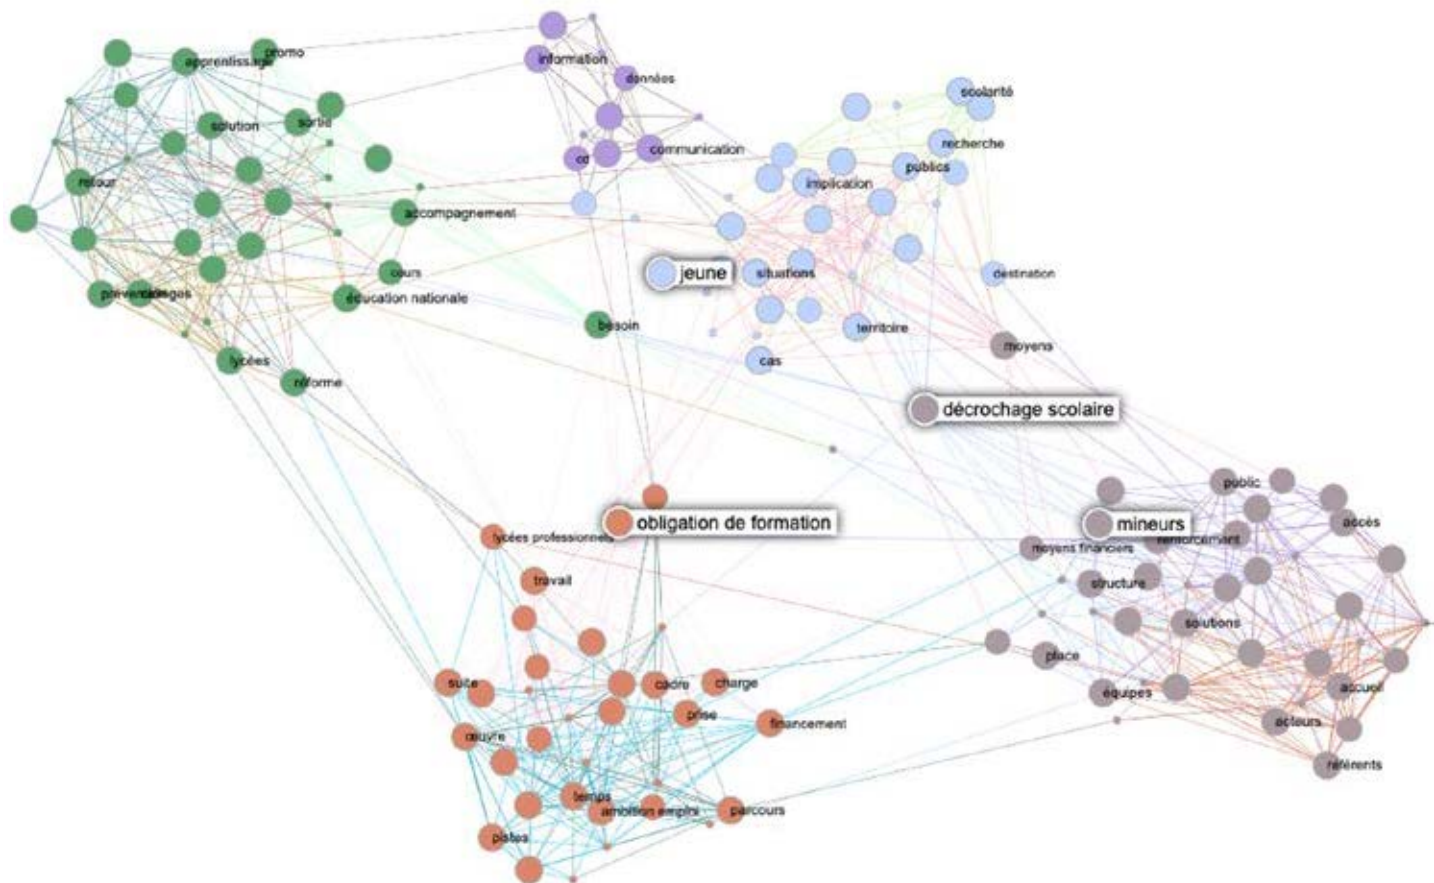 promo
apprentissage
information
données
scolarité
solution
sortie
communication
recherche
cd
publics
retour
implication
accompagnement
jeune
situations
destination
cours
éducation nationale
besoin
territoire
moyens
lycées
cas
réforme
décrochage scolaire
public
obligation de formation
mineurs
accès
lycées professionnels
renforcement
moyens financiers
travail
structure
solutions
place
suite
cadre
charge
équipes
accueil
prise
financement
acteurs
œuvre
référents
temps
ambition emploi
parcours
pistes